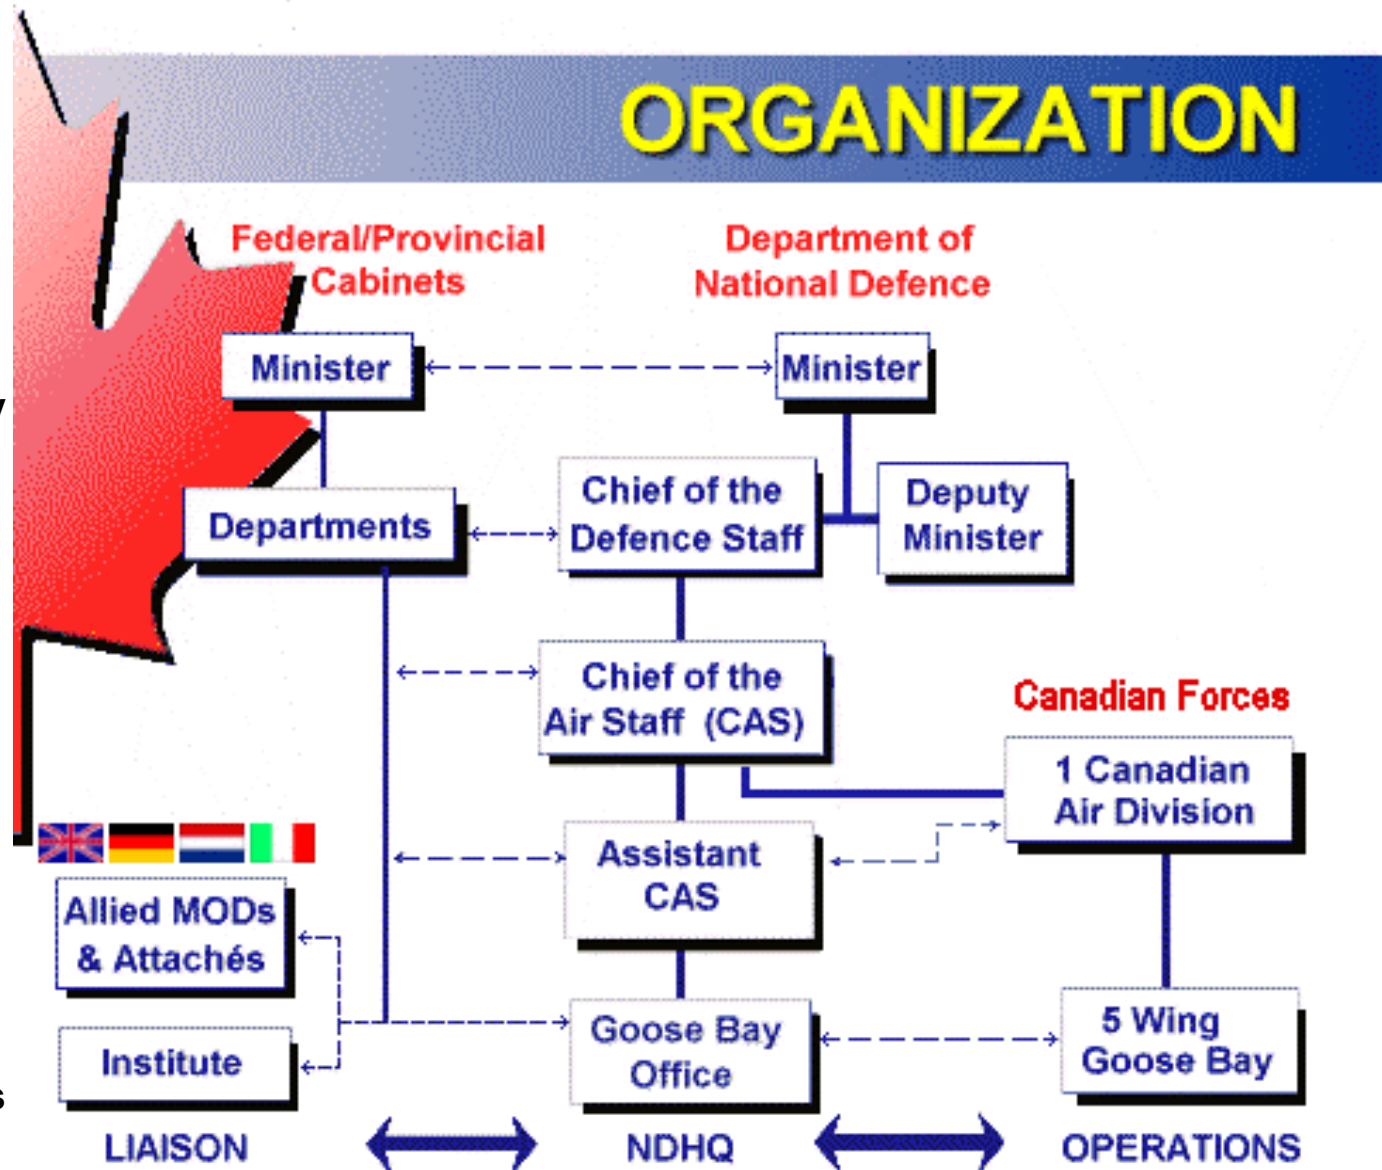 ORGANIZATION
Federal/Provincial
Cabinets
Department of
National Defence
Minister
Minister
Departments
Chief of the
Defence Staff
Deputy
Minister
Chief of the
Air Staff (CAS)
Canadian Forces
1 Canadian
Air Division
Assistant
CAS
Allied MODs
& Attachés
Institute
Goose Bay
Office
5 Wing
Goose Bay
LIAISON
NDHQ
OPERATIONS